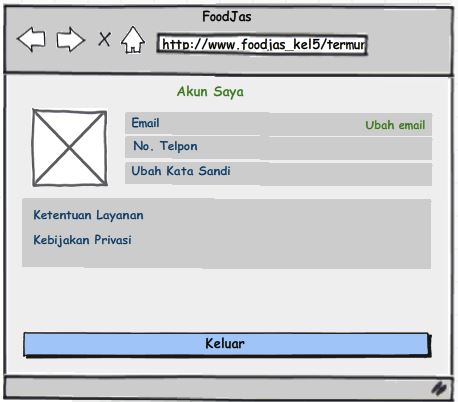 FoodJas
http://www.foodjas_kel5/termur
Akun Saya
Email
Ubah email
No. Telpon
Ubah Kata Sandi
Ketentuan Layanan
Kebijakan Privasi
Keluar